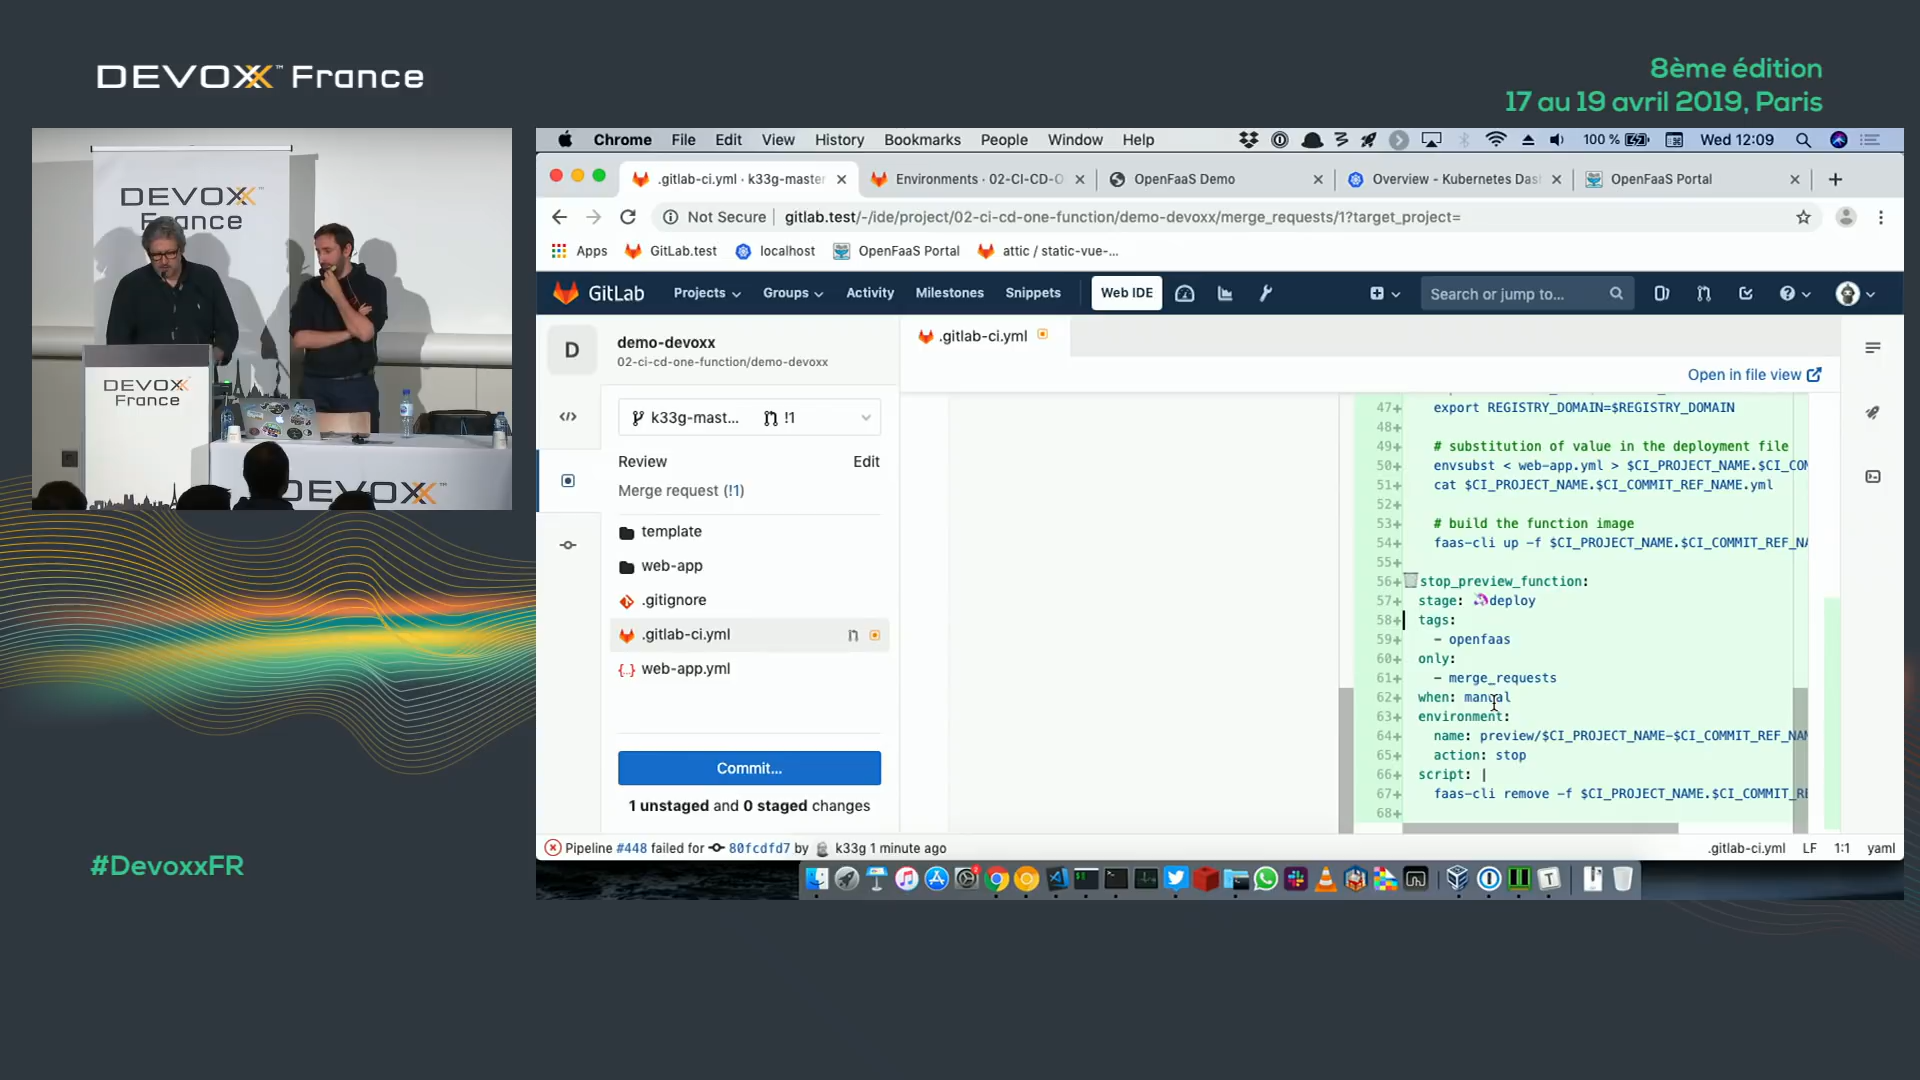 DEVOXX™ France
8ème édition
17 au 19 avril 2019, Paris
DEVOXX™
France
DEVOXX
France
DEVOXX
#DevoxxFR
Chrome File Edit View History Bookmarks People Window Help
100 % Wed 12:09
.gitlab-ci.yml · k33g-master
Environments · 02-CI-CD-O
OpenFaaS Demo
Overview - Kubernetes Das
OpenFaaS Portal
Not Secure | gitlab.test/-/ide/project/02-ci-cd-one-function/demo-devoxx/merge_requests/1?target_project=
Apps GitLab.test localhost OpenFaaS Portal attic / static-vue-...
GitLab Projects Groups Activity Milestones Snippets Web IDE Search or jump to...
D
demo-devoxx
02-ci-cd-one-function/demo-devoxx
k33g-mast... !1
Review Edit
Merge request (!1)
template
web-app
.gitignore
.gitlab-ci.yml
web-app.yml
Commit...
1 unstaged and 0 staged changes
.gitlab-ci.yml
Open in file view
47+ export REGISTRY_DOMAIN=$REGISTRY_DOMAIN
48+
49+ # substitution of value in the deployment file
50+ envsubst < web-app.yml > $CI_PROJECT_NAME.$CI_COM
51+ cat $CI_PROJECT_NAME.$CI_COMMIT_REF_NAME.yml
52+
53+ # build the function image
54+ faas-cli up -f $CI_PROJECT_NAME.$CI_COMMIT_REF_NA
55+
56+ 🗑stop_preview_function:
57+ stage: 🦄deploy
58+ tags:
59+ - openfaas
60+ only:
61+ - merge_requests
62+ when: manual
63+ environment:
64+ name: preview/$CI_PROJECT_NAME-$CI_COMMIT_REF_NAM
65+ action: stop
66+ script: |
67+ faas-cli remove -f $CI_PROJECT_NAME.$CI_COMMIT_RE
68+
Pipeline #448 failed for 80fcdfd7 by k33g 1 minute ago
.gitlab-ci.yml LF 1:1 yaml